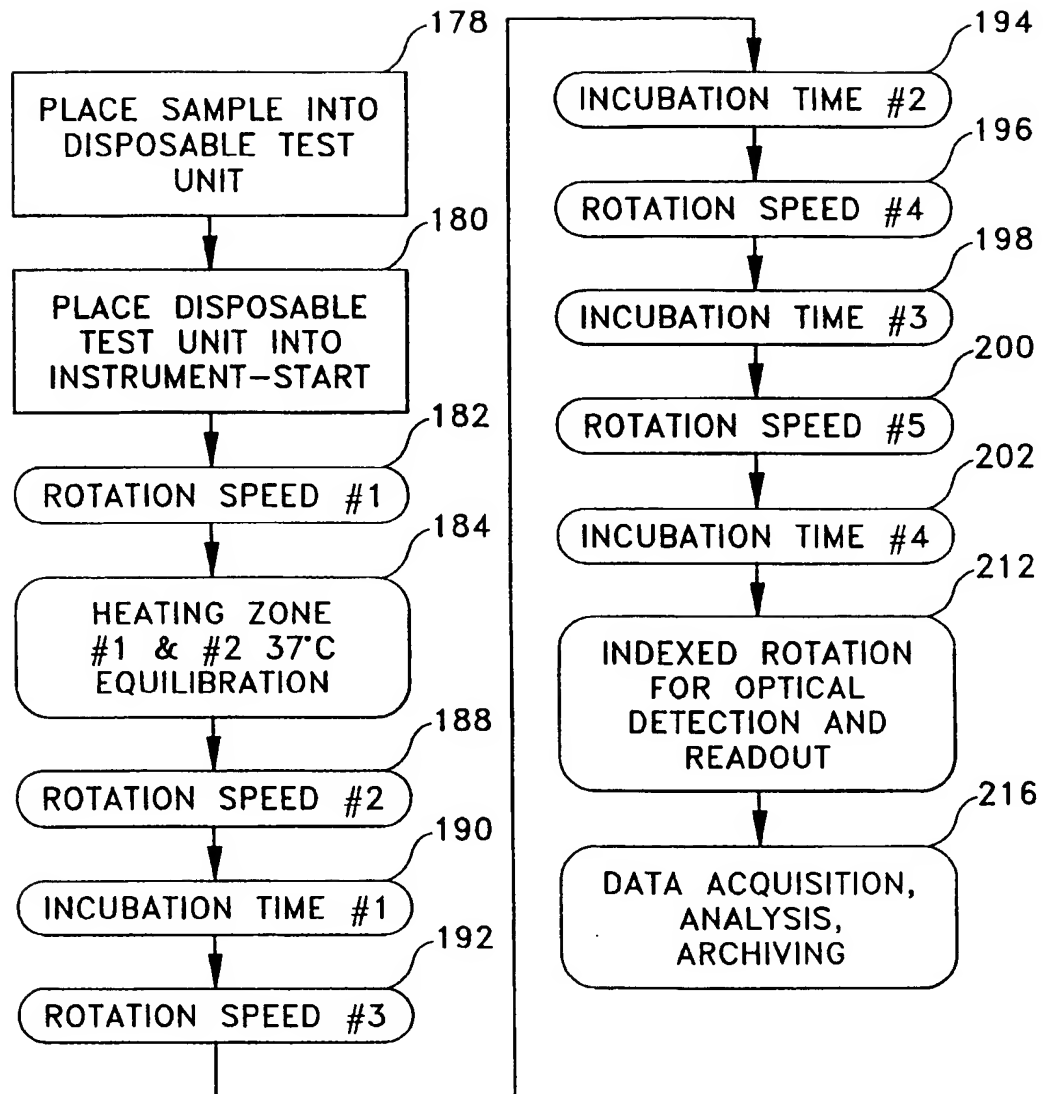 178
PLACE SAMPLE INTO
DISPOSABLE TEST
UNIT
180
PLACE DISPOSABLE
TEST UNIT INTO
INSTRUMENT-START
182
ROTATION SPEED #1
184
HEATING ZONE
#1 & #2 37°C
EQUILIBRATION
188
ROTATION SPEED #2
190
INCUBATION TIME #1
192
ROTATION SPEED #3
194
INCUBATION TIME #2
196
ROTATION SPEED #4
198
INCUBATION TIME #3
200
ROTATION SPEED #5
202
INCUBATION TIME #4
212
INDEXED ROTATION
FOR OPTICAL
DETECTION AND
READOUT
216
DATA ACQUISITION,
ANALYSIS,
ARCHIVING